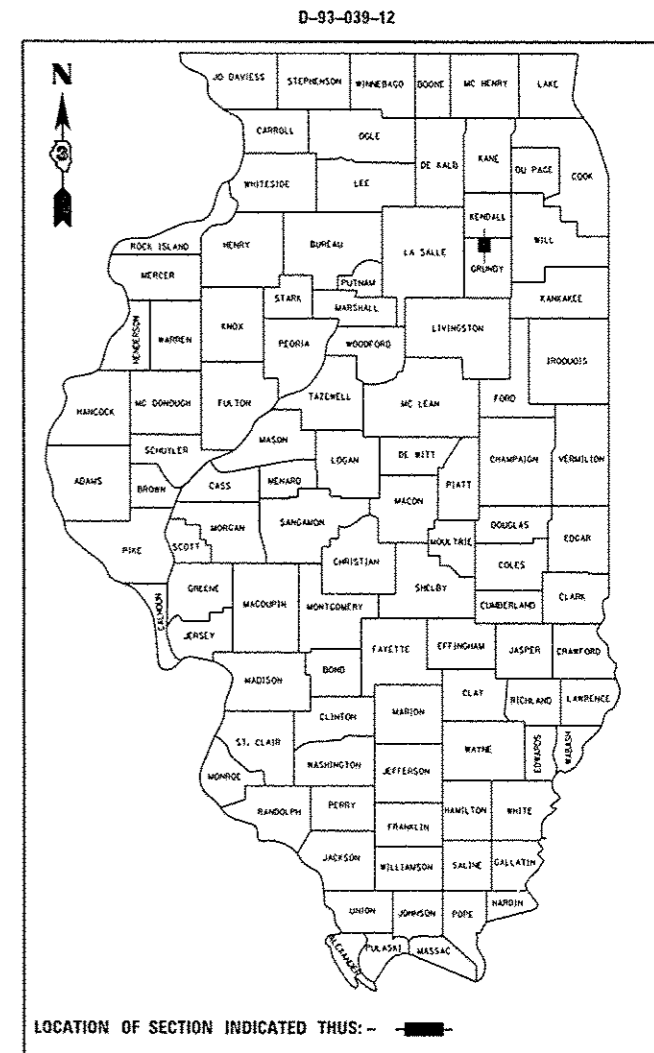 D-93-039-12
N
3
JO DAVIESS STEPHENSON WINNEBAGO BOONE MC HENRY LAKE
CARROLL OGLE DE KALB KANE DU PAGE COOK
WHITESIDE LEE
KENDALL
ROCK ISLAND HENRY BUREAU LA SALLE WILL
MERCER PUTNAM GRUNDY
STARK MARSHALL KANKAKEE
HENDERSON WARREN KNOX PEORIA WOODFORD LIVINGSTON
IROQUOIS
HANCOCK MC DONOUGH FULTON TAZEWELL MC LEAN FORD
MASON
SCHUYLER LOGAN DE WITT CHAMPAIGN VERMILION
ADAMS BROWN CASS MENARD PIATT
MACON
MORGAN SANGAMON DOUGLAS
PIKE SCOTT CHRISTIAN MOULTRIE EDGAR
COLES
GREENE SHELBY
CALHOUN MACOUPIN MONTGOMERY CUMBERLAND CLARK
JERSEY
FAYETTE EFFINGHAM JASPER CRAWFORD
MADISON BOND
CLAY RICHLAND LAWRENCE
CLINTON MARION
ST. CLAIR WAYNE EDWARDS WABASH
WASHINGTON JEFFERSON
MONROE
RANDOLPH PERRY HAMILTON WHITE
FRANKLIN
JACKSON WILLIAMSON SALINE GALLATIN
HARDIN
UNION JOHNSON POPE
ALEXANDER PULASKI MASSAC
LOCATION OF SECTION INDICATED THUS: -